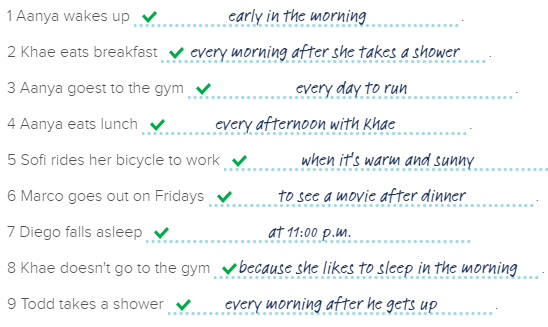 1 Aanya wakes up ✓ early in the morning .
2 Khae eats breakfast ✓ every morning after she takes a shower .
3 Aanya goest to the gym ✓ every day to run .
4 Aanya eats lunch ✓ every afternoon with Khae .
5 Sofi rides her bicycle to work ✓ when it's warm and sunny
6 Marco goes out on Fridays ✓ to see a movie after dinner .
7 Diego falls asleep ✓ at 11:00 p.m.
8 Khae doesn't go to the gym ✓ because she likes to sleep in the morning .
9 Todd takes a shower ✓ every morning after he gets up .